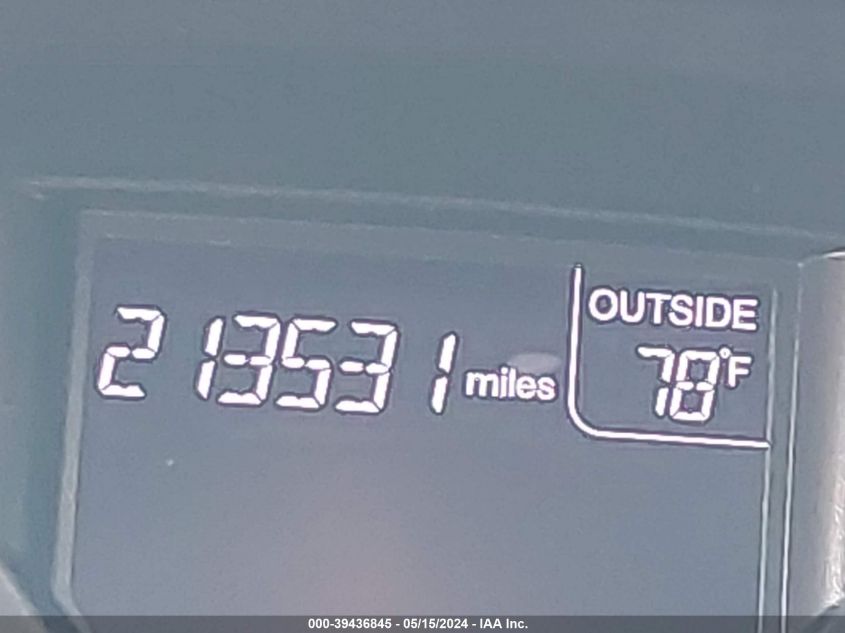 213531 miles
OUTSIDE
78°F
000-39436845 - 05/15/2024 - IAA Inc.